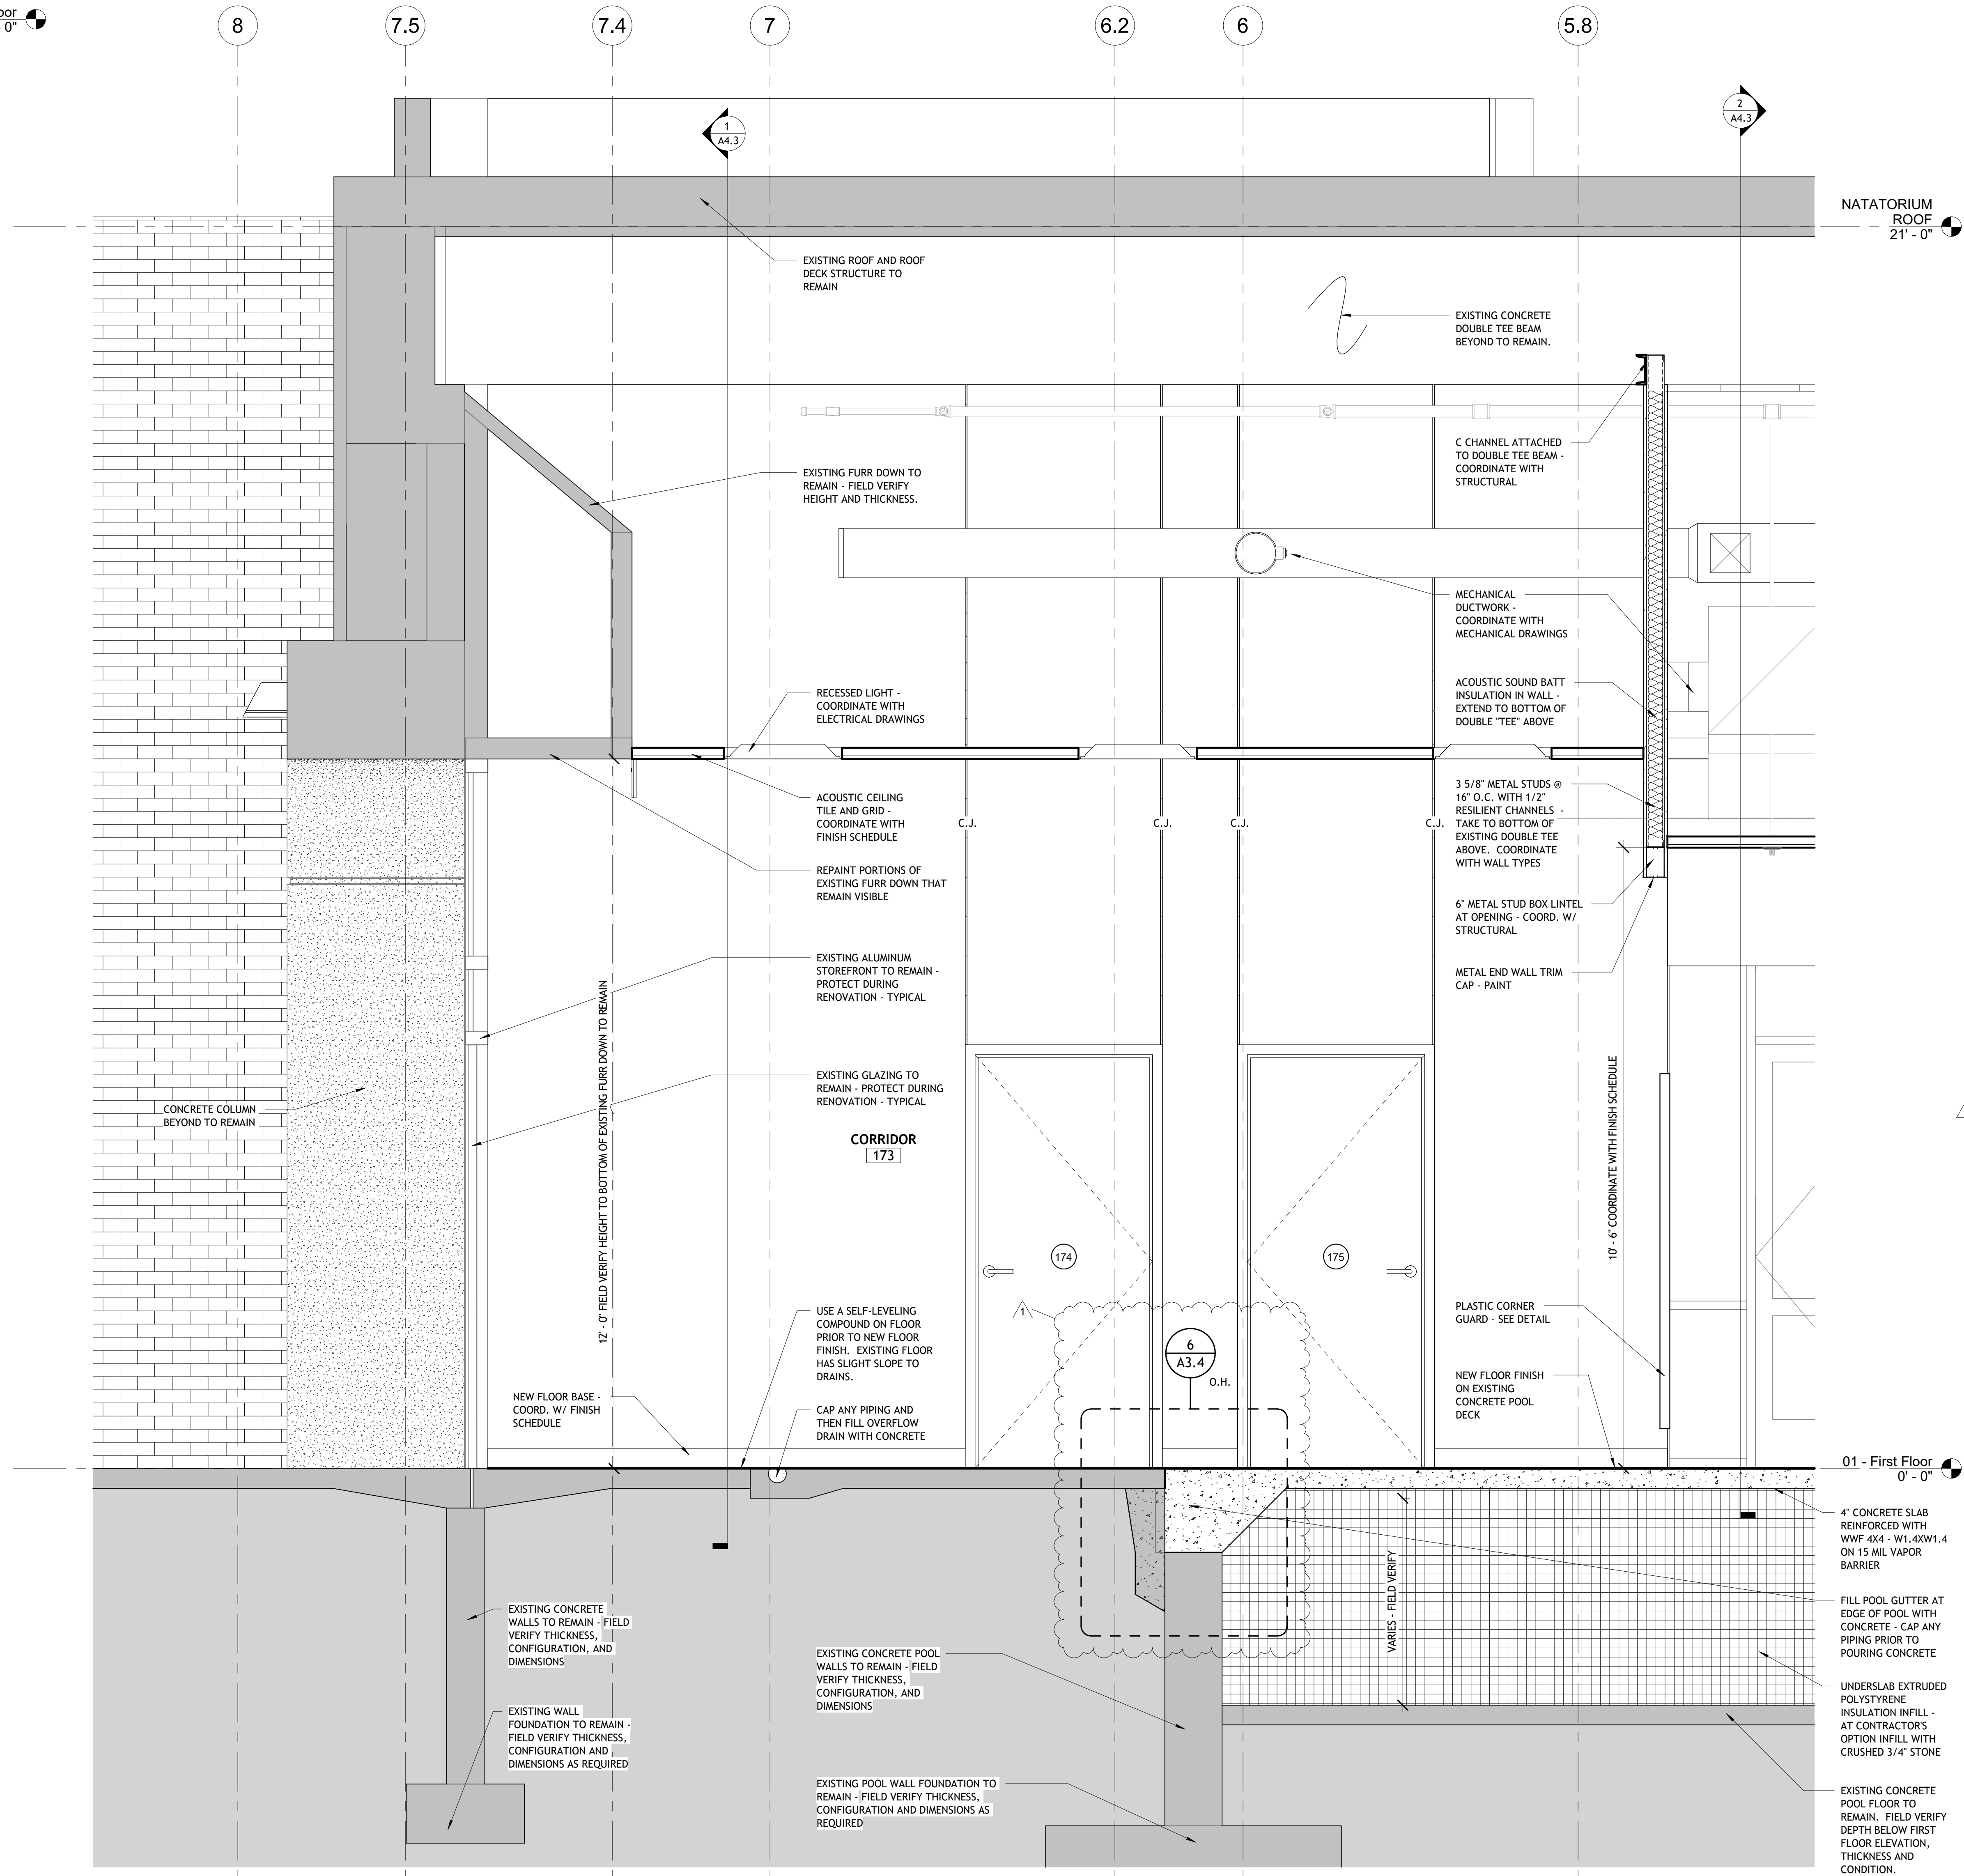 oor
0"
8
7.5
7.4
7
6.2
6
5.8
1
A4.3
2
A4.3
NATATORIUM
ROOF
21' - 0"
EXISTING ROOF AND ROOF
DECK STRUCTURE TO
REMAIN
EXISTING CONCRETE
DOUBLE TEE BEAM
BEYOND TO REMAIN.
C CHANNEL ATTACHED
TO DOUBLE TEE BEAM -
COORDINATE WITH
STRUCTURAL
EXISTING FURR DOWN TO
REMAIN - FIELD VERIFY
HEIGHT AND THICKNESS.
MECHANICAL
DUCTWORK -
COORDINATE WITH
MECHANICAL DRAWINGS
RECESSED LIGHT -
COORDINATE WITH
ELECTRICAL DRAWINGS
ACOUSTIC SOUND BATT
INSULATION IN WALL -
EXTEND TO BOTTOM OF
DOUBLE "TEE" ABOVE
ACOUSTIC CEILING
TILE AND GRID -
COORDINATE WITH
FINISH SCHEDULE
C.J.
C.J.
C.J.
C.J.
3 5/8" METAL STUDS @
16" O.C. WITH 1/2"
RESILIENT CHANNELS -
TAKE TO BOTTOM OF
EXISTING DOUBLE TEE
ABOVE. COORDINATE
WITH WALL TYPES
REPAINT PORTIONS OF
EXISTING FURR DOWN THAT
REMAIN VISIBLE
6" METAL STUD BOX LINTEL
AT OPENING - COORD. W/
STRUCTURAL
EXISTING ALUMINUM
STOREFRONT TO REMAIN -
PROTECT DURING
RENOVATION - TYPICAL
METAL END WALL TRIM
CAP - PAINT
12' - 0" FIELD VERIFY HEIGHT TO BOTTOM OF EXISTING FURR DOWN TO REMAIN
10' - 6" COORDINATE WITH FINISH SCHEDULE
EXISTING GLAZING TO
REMAIN - PROTECT DURING
RENOVATION - TYPICAL
CONCRETE COLUMN
BEYOND TO REMAIN
CORRIDOR
173
174
175
USE A SELF-LEVELING
COMPOUND ON FLOOR
PRIOR TO NEW FLOOR
FINISH. EXISTING FLOOR
HAS SLIGHT SLOPE TO
DRAINS.
1
6
A3.4
O.H.
PLASTIC CORNER
GUARD - SEE DETAIL
NEW FLOOR BASE -
COORD. W/ FINISH
SCHEDULE
CAP ANY PIPING AND
THEN FILL OVERFLOW
DRAIN WITH CONCRETE
NEW FLOOR FINISH
ON EXISTING
CONCRETE POOL
DECK
01 - First Floor
0' - 0"
4" CONCRETE SLAB
REINFORCED WITH
WWF 4X4 - W1.4XW1.4
ON 15 MIL VAPOR
BARRIER
VARIES - FIELD VERIFY
FILL POOL GUTTER AT
EDGE OF POOL WITH
CONCRETE - CAP ANY
PIPING PRIOR TO
POURING CONCRETE
EXISTING CONCRETE
WALLS TO REMAIN - FIELD
VERIFY THICKNESS,
CONFIGURATION, AND
DIMENSIONS
EXISTING CONCRETE POOL
WALLS TO REMAIN - FIELD
VERIFY THICKNESS,
CONFIGURATION, AND
DIMENSIONS
UNDERSLAB EXTRUDED
POLYSTYRENE
INSULATION INFILL -
AT CONTRACTOR'S
OPTION INFILL WITH
CRUSHED 3/4" STONE
EXISTING WALL
FOUNDATION TO REMAIN -
FIELD VERIFY THICKNESS,
CONFIGURATION AND
DIMENSIONS AS REQUIRED
EXISTING POOL WALL FOUNDATION TO
REMAIN - FIELD VERIFY THICKNESS,
CONFIGURATION AND DIMENSIONS AS
REQUIRED
EXISTING CONCRETE
POOL FLOOR TO
REMAIN. FIELD VERIFY
DEPTH BELOW FIRST
FLOOR ELEVATION,
THICKNESS AND
CONDITION.